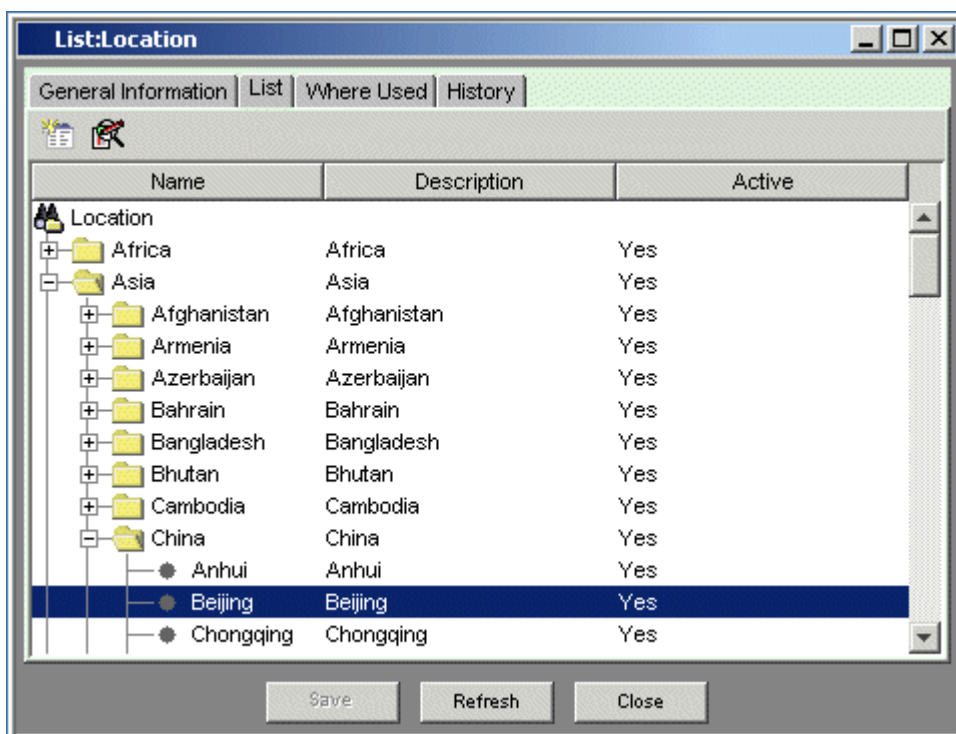 List:Location
General Information List Where Used History
Name Description Active
Location
Africa Africa Yes
Asia Asia Yes
Afghanistan Afghanistan Yes
Armenia Armenia Yes
Azerbaijan Azerbaijan Yes
Bahrain Bahrain Yes
Bangladesh Bangladesh Yes
Bhutan Bhutan Yes
Cambodia Cambodia Yes
China China Yes
Anhui Anhui Yes
Beijing Beijing Yes
Chongqing Chongqing Yes
Save Refresh Close